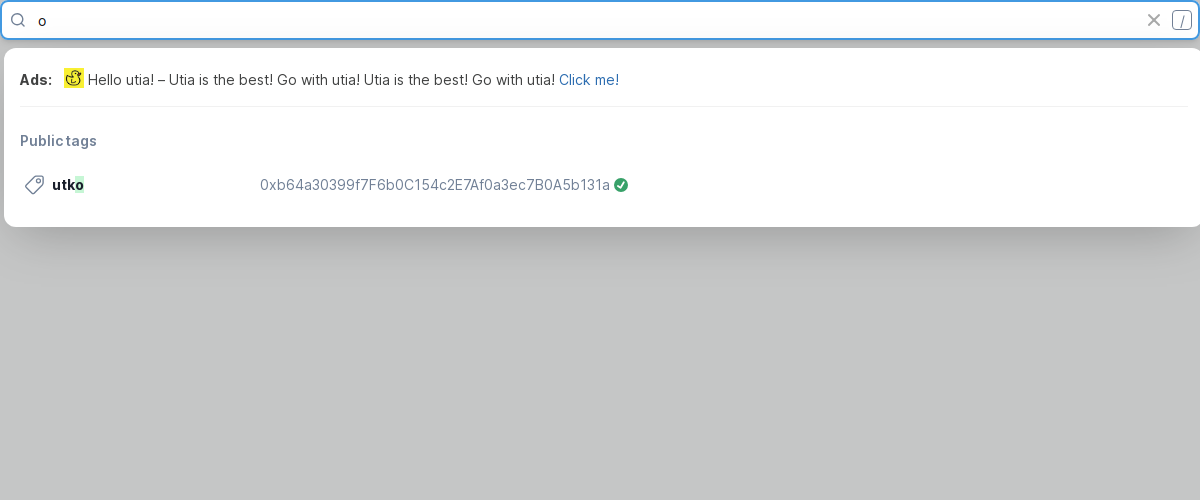 o /
Ads: Hello utia! – Utia is the best! Go with utia! Utia is the best! Go with utia! Click me!
Public tags
utko 0xb64a30399f7F6b0C154c2E7Af0a3ec7B0A5b131a